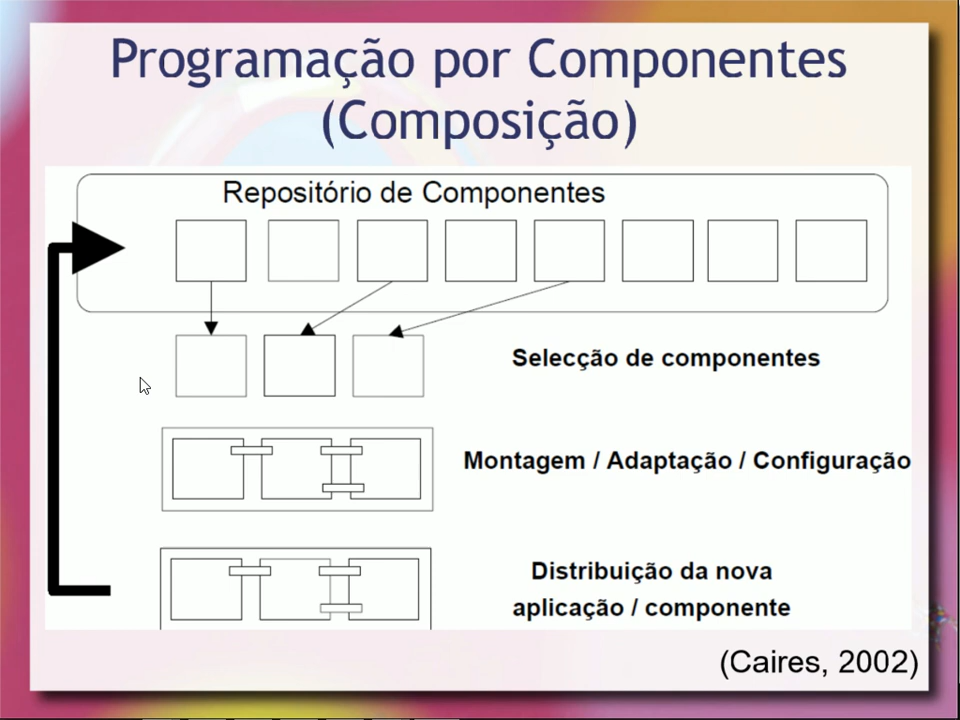 Programação por Componentes
(Composição)
Repositório de Componentes
Selecção de componentes
Montagem / Adaptação / Configuração
Distribuição da nova
aplicação / componente
(Caires, 2002)